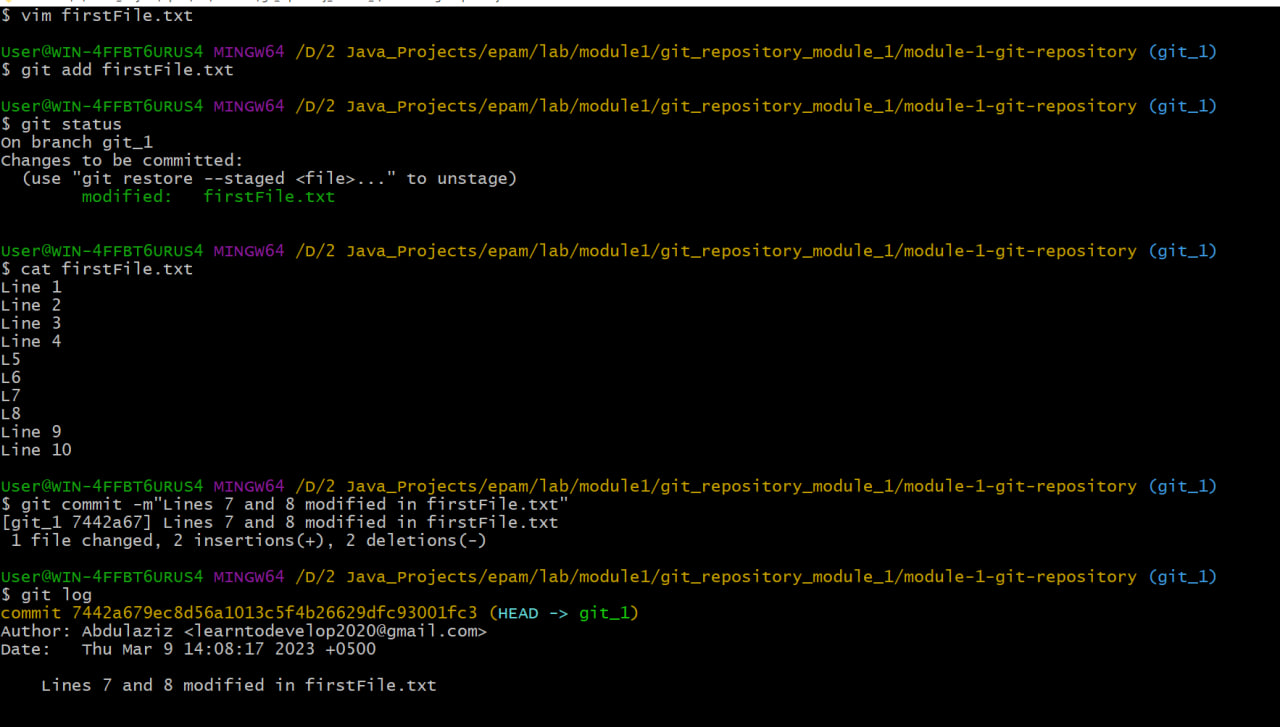 $ vim firstFile.txt
User@WIN-4FFBT6URUS4 MINGW64 /D/2 Java_Projects/epam/lab/module1/git_repository_module_1/module-1-git-repository (git_1)
$ git add firstFile.txt
User@WIN-4FFBT6URUS4 MINGW64 /D/2 Java_Projects/epam/lab/module1/git_repository_module_1/module-1-git-repository (git_1)
$ git status
On branch git_1
Changes to be committed:
  (use "git restore --staged <file>..." to unstage)
        modified:   firstFile.txt
User@WIN-4FFBT6URUS4 MINGW64 /D/2 Java_Projects/epam/lab/module1/git_repository_module_1/module-1-git-repository (git_1)
$ cat firstFile.txt
Line 1
Line 2
Line 3
Line 4
L5
L6
L7
L8
Line 9
Line 10
User@WIN-4FFBT6URUS4 MINGW64 /D/2 Java_Projects/epam/lab/module1/git_repository_module_1/module-1-git-repository (git_1)
$ git commit -m"Lines 7 and 8 modified in firstFile.txt"
[git_1 7442a67] Lines 7 and 8 modified in firstFile.txt
 1 file changed, 2 insertions(+), 2 deletions(-)
User@WIN-4FFBT6URUS4 MINGW64 /D/2 Java_Projects/epam/lab/module1/git_repository_module_1/module-1-git-repository (git_1)
$ git log
commit 7442a679ec8d56a1013c5f4b26629dfc93001fc3 (HEAD -> git_1)
Author: Abdulaziz <learntodevelop2020@gmail.com>
Date:   Thu Mar 9 14:08:17 2023 +0500
    Lines 7 and 8 modified in firstFile.txt